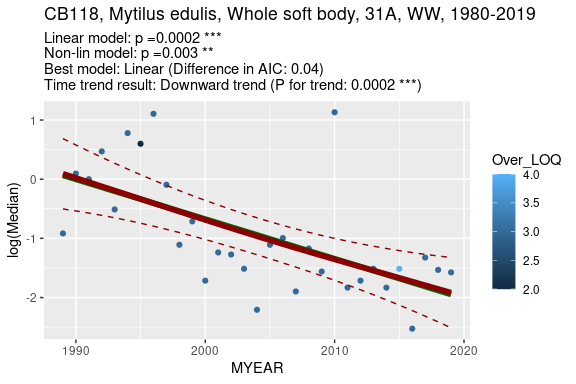 CB118, Mytilus edulis, Whole soft body, 31A, WW, 1980-2019
Linear model: p =0.0002 ***
Non-lin model: p =0.003 **
Best model: Linear (Difference in AIC: 0.04)
Time trend result: Downward trend (P for trend: 0.0002 ***)
log(Median)
1
0
-1
-2
1990
2000
2010
2020
MYEAR
Over_LOQ
4.0
3.5
3.0
2.5
2.0